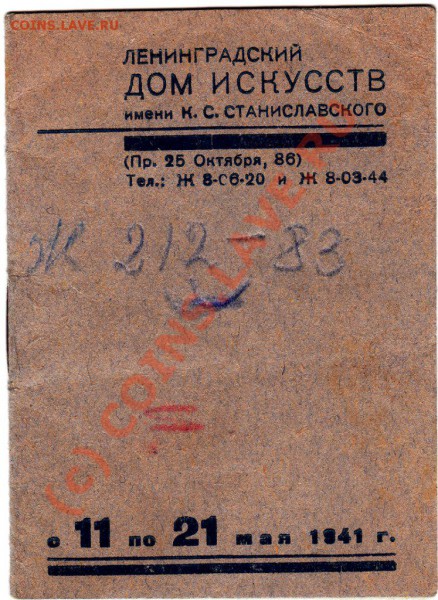 COINS.LAVE.RU
ЛЕНИНГРАДСКИЙ
ДОМ ИСКУССТВ
имени К. С. СТАНИСЛАВСКОГО
(Пр. 25 Октября, 86)
Тел.: Ж 8-06-20 и Ж 8-03-44
Ж 212-83
(c) COINS.LAVE.RU
с 11 по 21 мая 1941 г.